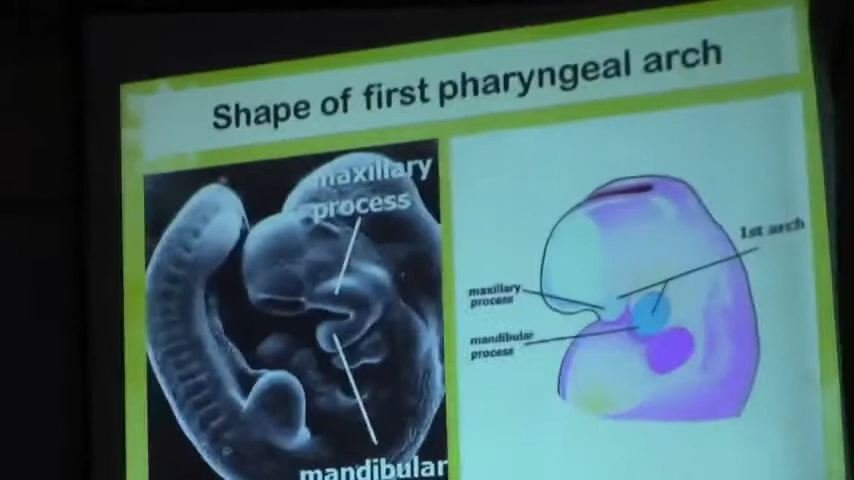 Shape of first pharyngeal arch
maxillary
process
mandibular
1st arch
maxillary
process
mandibular
process